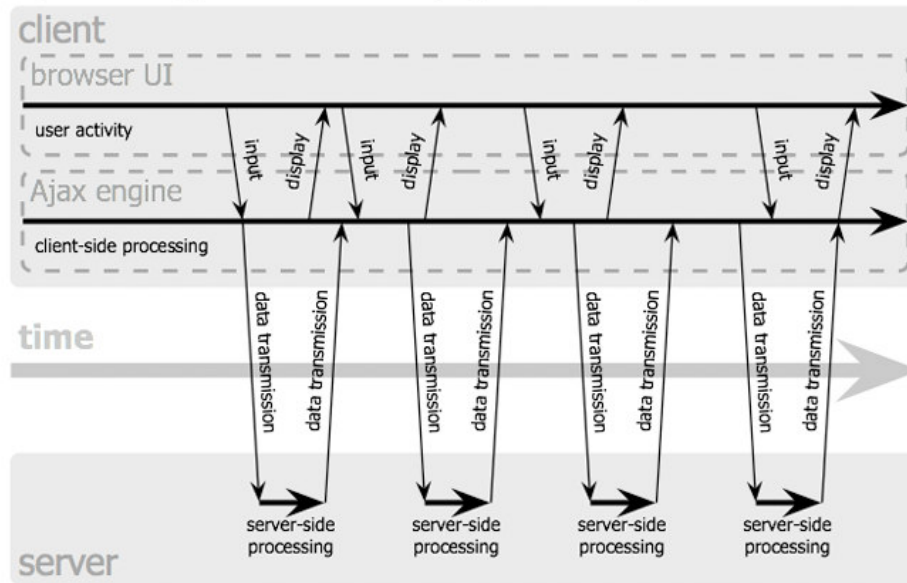 client
browser UI
user activity
input
display
input
display
input
display
input
display
Ajax engine
client-side processing
data transmission
data transmission
data transmission
data transmission
data transmission
data transmission
data transmission
data transmission
time
server-side
processing
server-side
processing
server-side
processing
server-side
processing
server